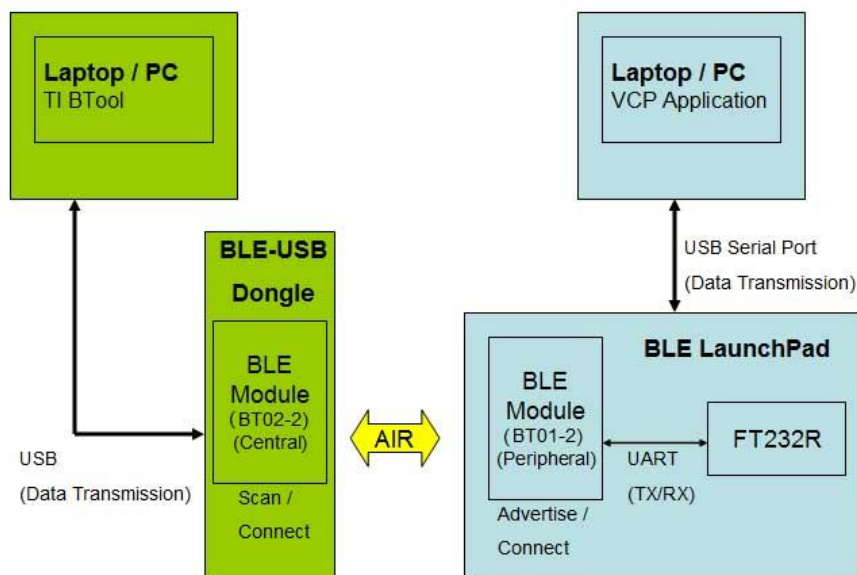 Laptop / PC
TI BTool
Laptop / PC
VCP Application
USB Serial Port
(Data Transmission)
BLE-USB
Dongle
BLE
Module
(BT02-2)
(Central)
Scan /
Connect
USB
(Data Transmission)
AIR
BLE LaunchPad
BLE
Module
(BT01-2)
(Peripheral)
Advertise /
Connect
UART
(TX/RX)
FT232R